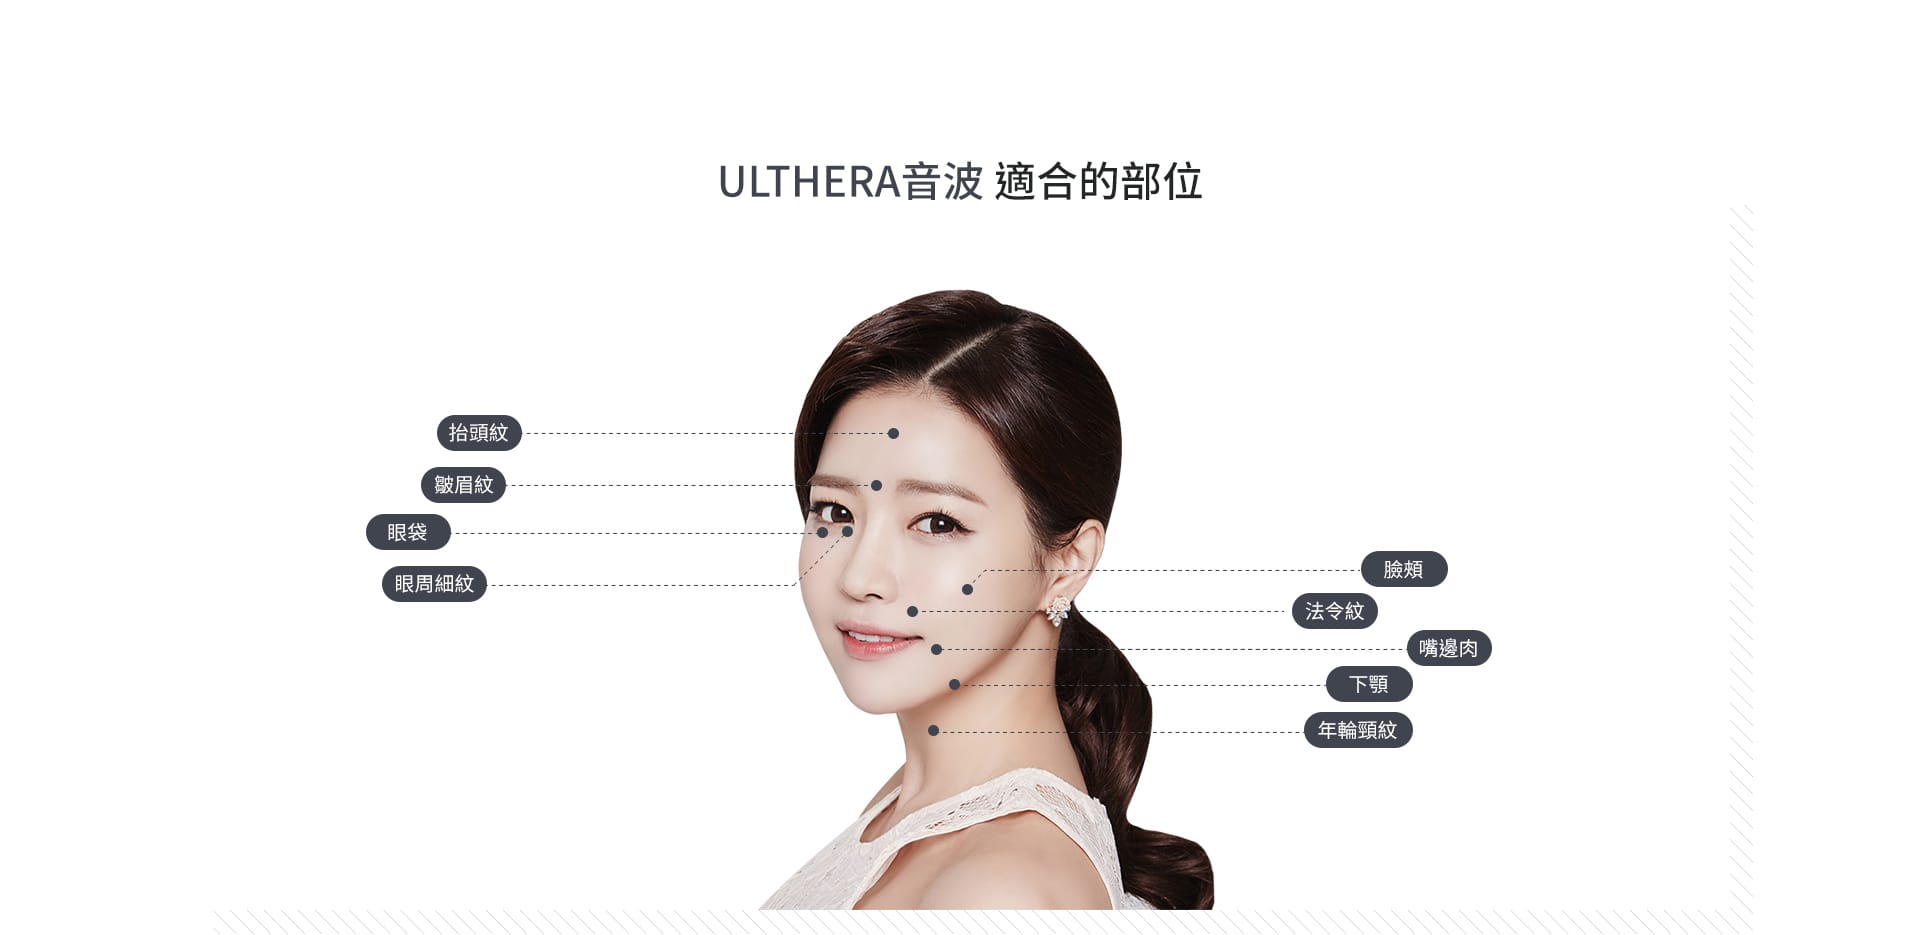 ULTHERA音波 適合的部位
抬頭紋
皺眉紋
眼袋
眼周細紋
臉頰
法令紋
嘴邊肉
下顎
年輪頸紋